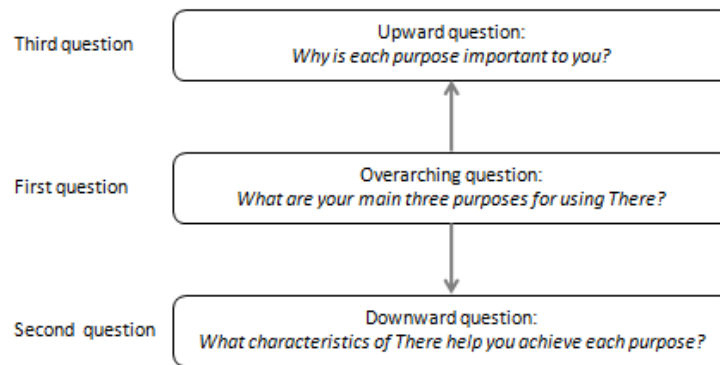 Third question
Upward question:
Why is each purpose important to you?
First question
Overarching question:
What are your main three purposes for using There?
Second question
Downward question:
What characteristics of There help you achieve each purpose?